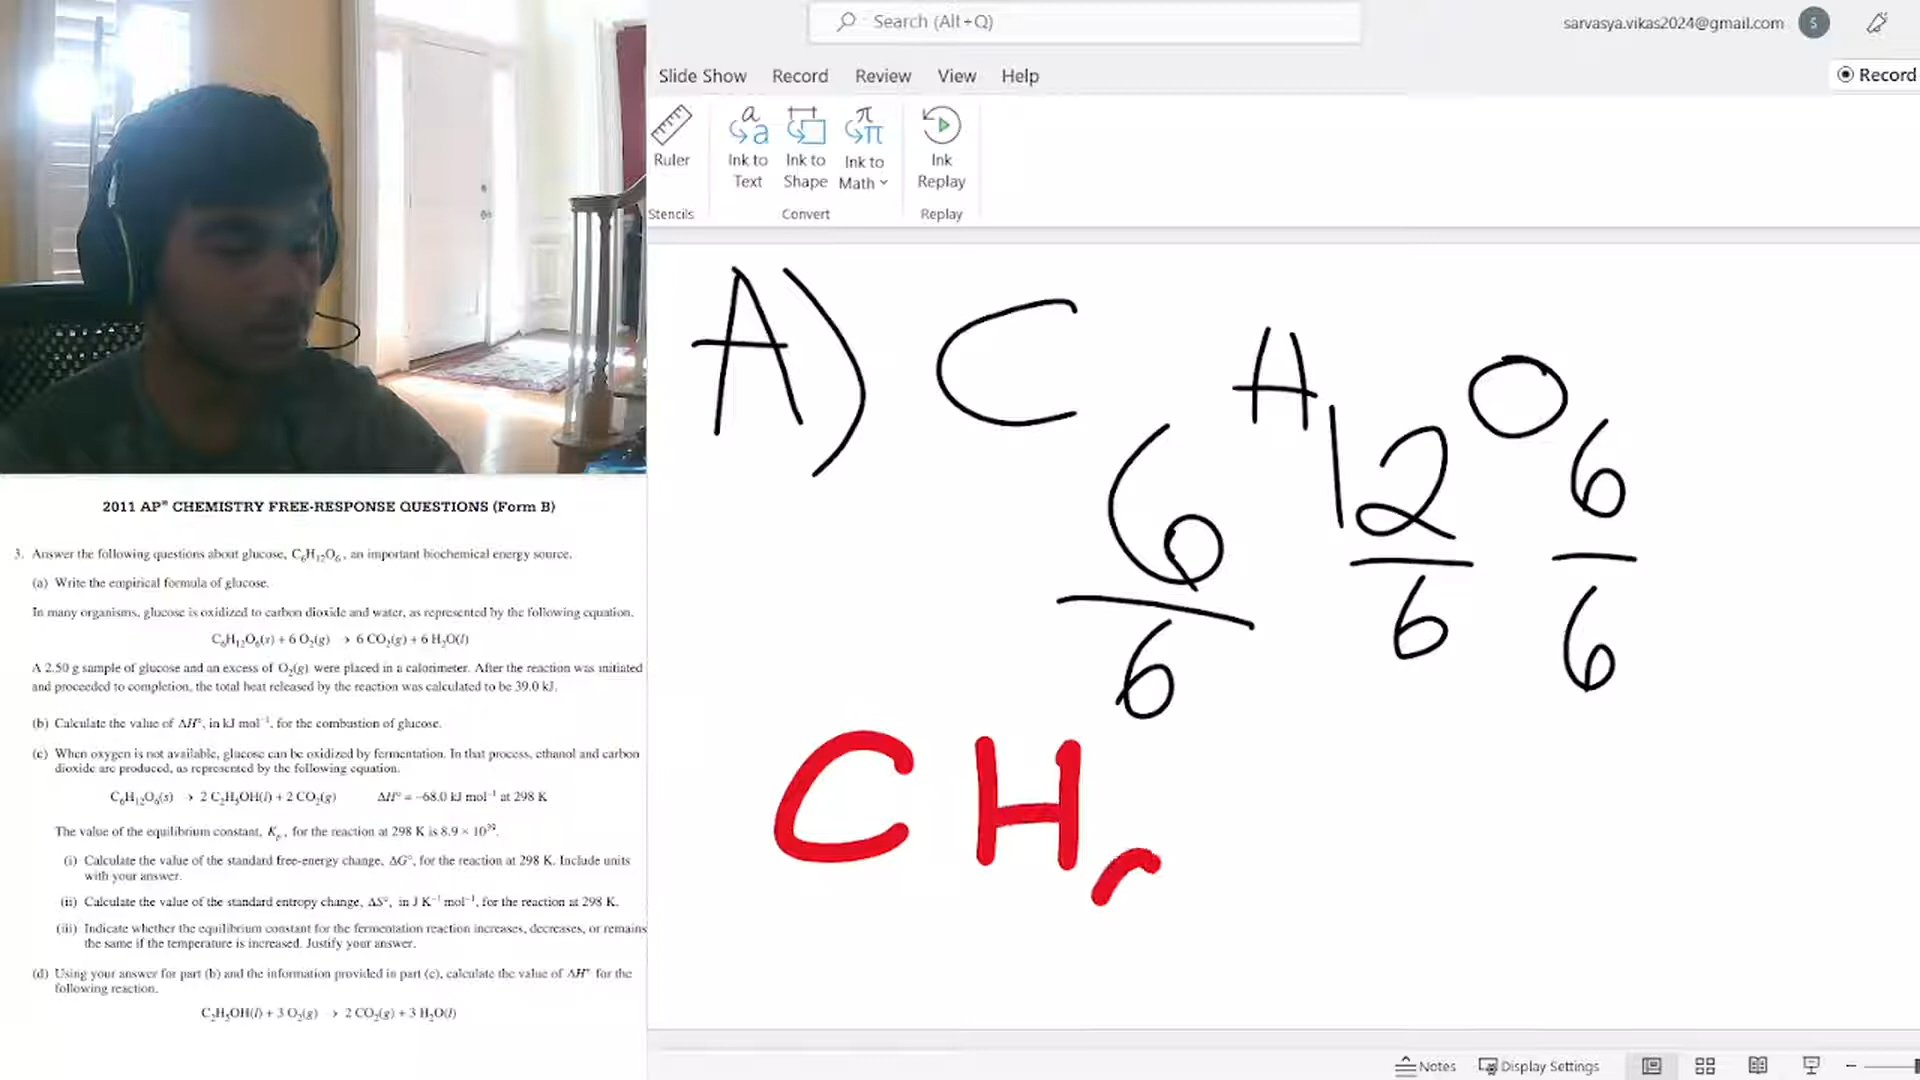 Search (Alt+Q)
sarvasya.vikas2024@gmail.com
S
Slide Show Record Review View Help
Record
Ruler
Ink to Text
Ink to Shape
Ink to Math
Ink Replay
Stencils
Convert
Replay
A) C6 H12 O6
6 6 6
C H
2011 AP® CHEMISTRY FREE-RESPONSE QUESTIONS (Form B)
3. Answer the following questions about glucose, C₆H₁₂O₆, an important biochemical energy source.
(a) Write the empirical formula of glucose.
In many organisms, glucose is oxidized to carbon dioxide and water, as represented by the following equation.
C₆H₁₂O₆(s) + 6 O₂(g) → 6 CO₂(g) + 6 H₂O(l)
A 2.50 g sample of glucose and an excess of O₂(g) were placed in a calorimeter. After the reaction was initiated
and proceeded to completion, the total heat released by the reaction was calculated to be 39.0 kJ.
(b) Calculate the value of ΔH°, in kJ mol⁻¹, for the combustion of glucose.
(c) When oxygen is not available, glucose can be oxidized by fermentation. In that process, ethanol and carbon
dioxide are produced, as represented by the following equation.
C₆H₁₂O₆(s) → 2 C₂H₅OH(l) + 2 CO₂(g) ΔH° = −68.0 kJ mol⁻¹ at 298 K
The value of the equilibrium constant, Kₚ, for the reaction at 298 K is 8.9 × 10³⁹.
(i) Calculate the value of the standard free-energy change, ΔG°, for the reaction at 298 K. Include units
with your answer.
(ii) Calculate the value of the standard entropy change, ΔS°, in J K⁻¹ mol⁻¹, for the reaction at 298 K.
(iii) Indicate whether the equilibrium constant for the fermentation reaction increases, decreases, or remains
the same if the temperature is increased. Justify your answer.
(d) Using your answer for part (b) and the information provided in part (c), calculate the value of ΔH° for the
following reaction.
C₂H₅OH(l) + 3 O₂(g) → 2 CO₂(g) + 3 H₂O(l)
Notes Display Settings